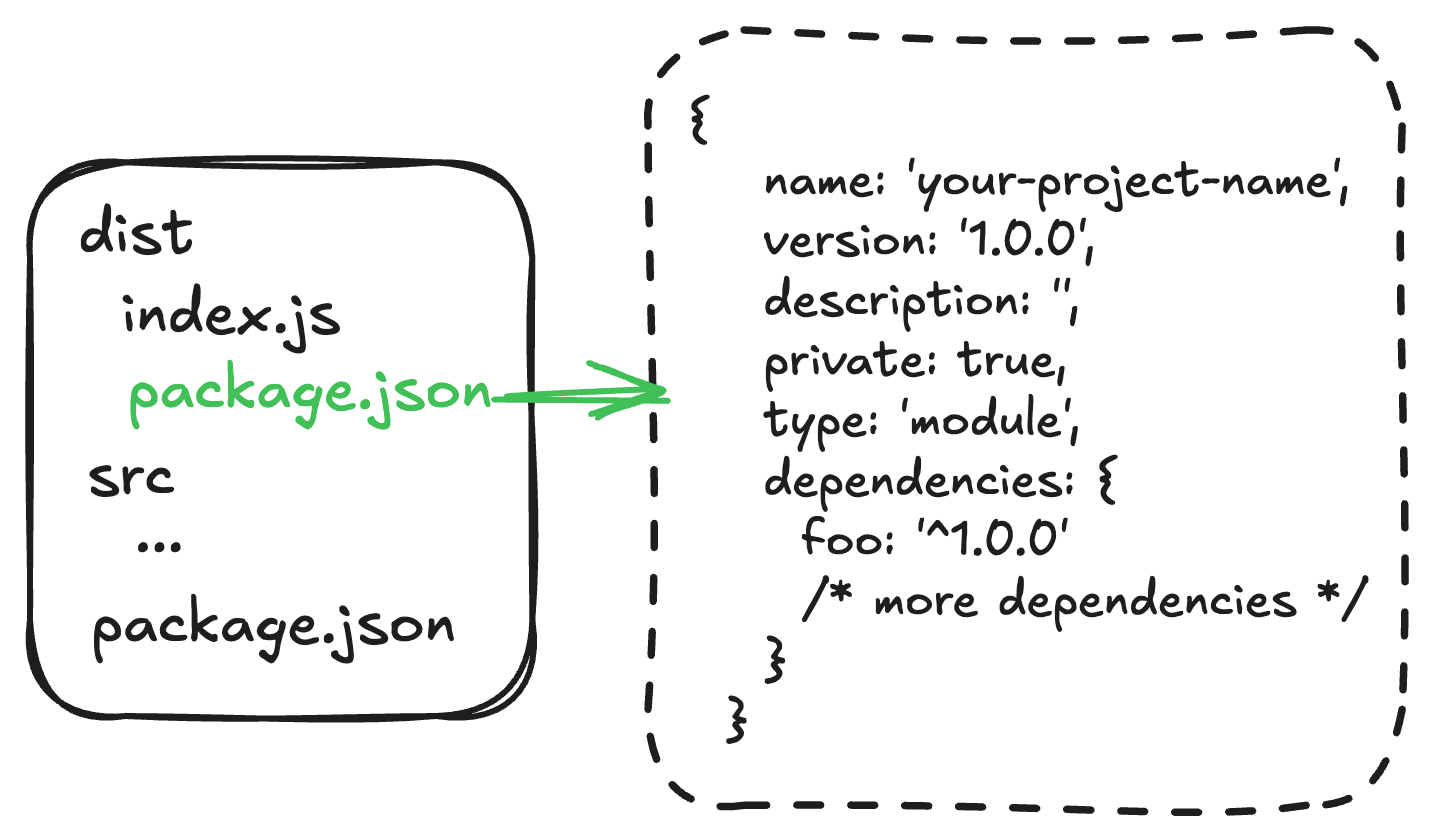 dist
index.js
package.json
src
...
package.json
{
name: 'your-project-name',
version: '1.0.0',
description: '',
private: true,
type: 'module',
dependencies: {
foo: '^1.0.0'
/* more dependencies */
}
}